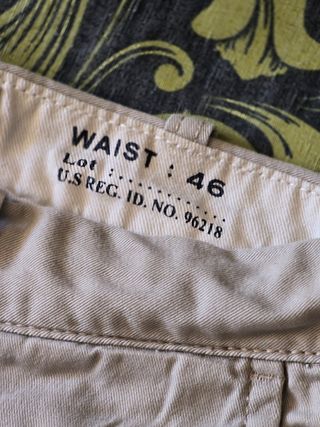 WAIST : 46
Lot :..............
U.S REG. ID. NO. 96218